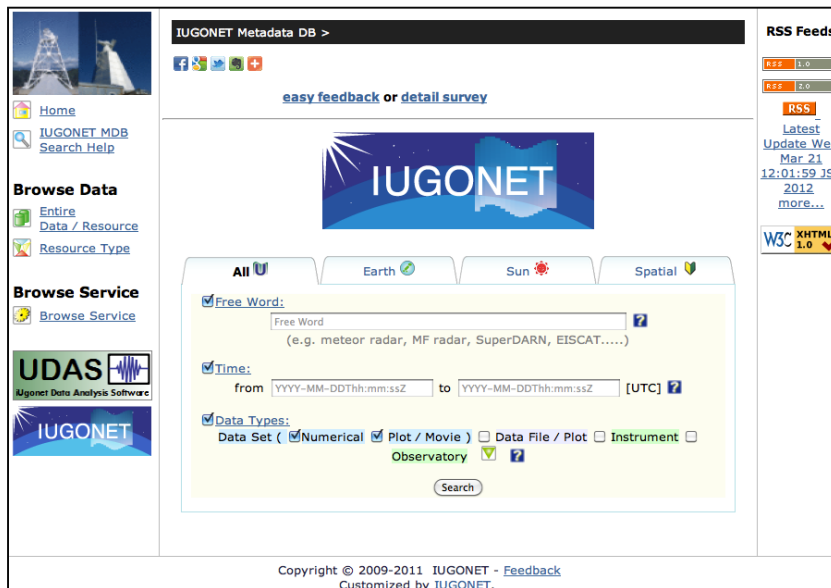 IUGONET Metadata DB >
easy feedback or detail survey
IUGONET
Home
IUGONET MDB
Search Help
Browse Data
Entire
Data / Resource
Resource Type
Browse Service
Browse Service
UDAS
iUgonet Data Analysis Software
IUGONET
All
Earth
Sun
Spatial
Free Word:
Free Word
?
(e.g. meteor radar, MF radar, SuperDARN, EISCAT.....)
Time:
from YYYY-MM-DDThh:mm:ssZ to YYYY-MM-DDThh:mm:ssZ [UTC] ?
Data Types:
Data Set ( Numerical Plot / Movie ) Data File / Plot Instrument
Observatory ?
Search
RSS Feeds
RSS 1.0
RSS 2.0
RSS
Latest
Update We
Mar 21
12:01:59 JS
2012
more...
W3C XHTML
1.0
Copyright © 2009-2011 IUGONET - Feedback
Customized by IUGONET.